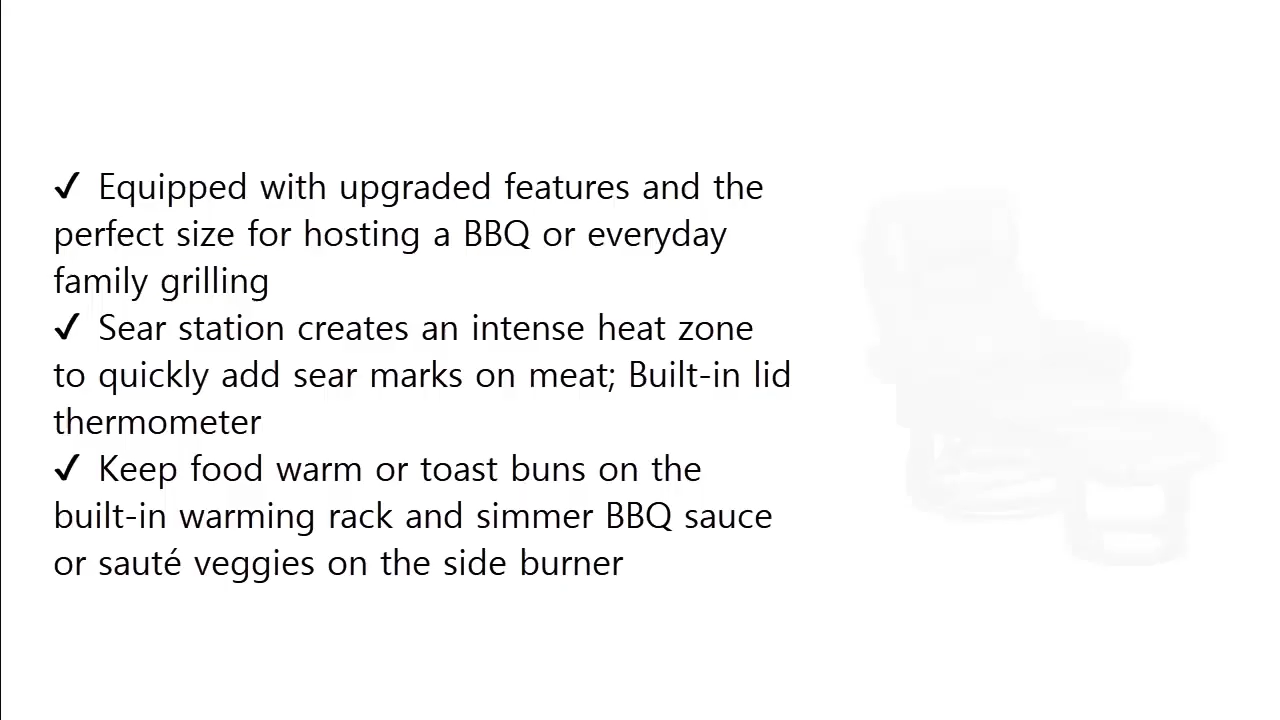 ✓ Equipped with upgraded features and the
perfect size for hosting a BBQ or everyday
family grilling
✓ Sear station creates an intense heat zone
to quickly add sear marks on meat; Built-in lid
thermometer
✓ Keep food warm or toast buns on the
built-in warming rack and simmer BBQ sauce
or sauté veggies on the side burner